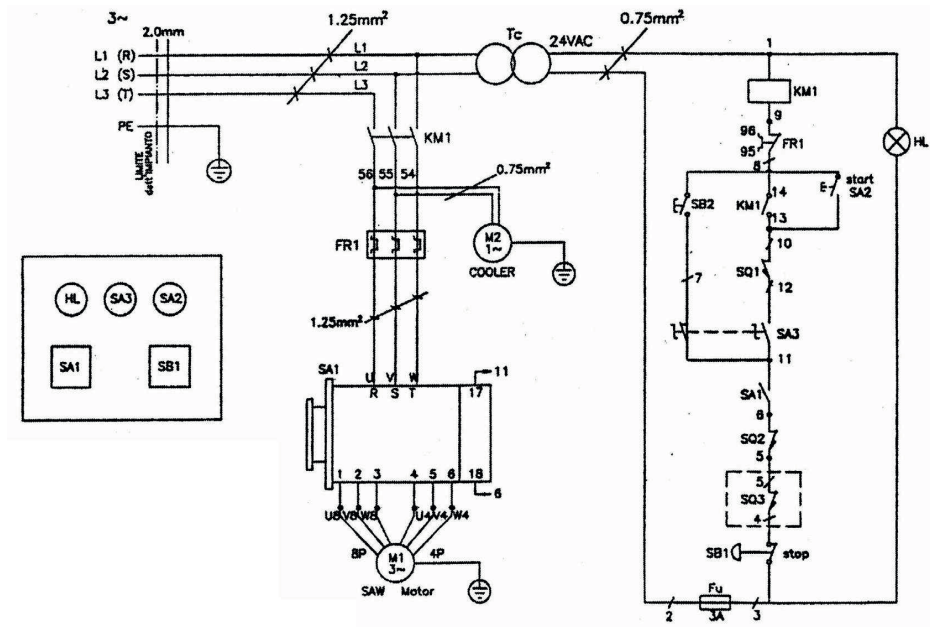 3~
1.25mm²
0.75mm²
2.0mm
L1 (R)
L1
Tc
24VAC
1
L2 (S)
L2
L3 (T)
L3
KM1
9
PE
KM1
96
FR1
HL
95
LIMITE
dell'IMPIANTO
8
56 55 54
0.75mm²
start
SA2
14
SB2
KM1
13
M2
1~
FR1
10
COOLER
SQ1
7
12
HL SA3 SA2
1.25mm²
SA3
11
SA1 SB1
SA1
U V W
11
R S T
17
SA1
6
SQ2
5
1 2 3 4 5 6 18
5
6
SQ3
U8 V8 W8 U4 V4 W4
4
8P M1 4P
3~
SB1 stop
SAW Motor
Fu
2 3A 3